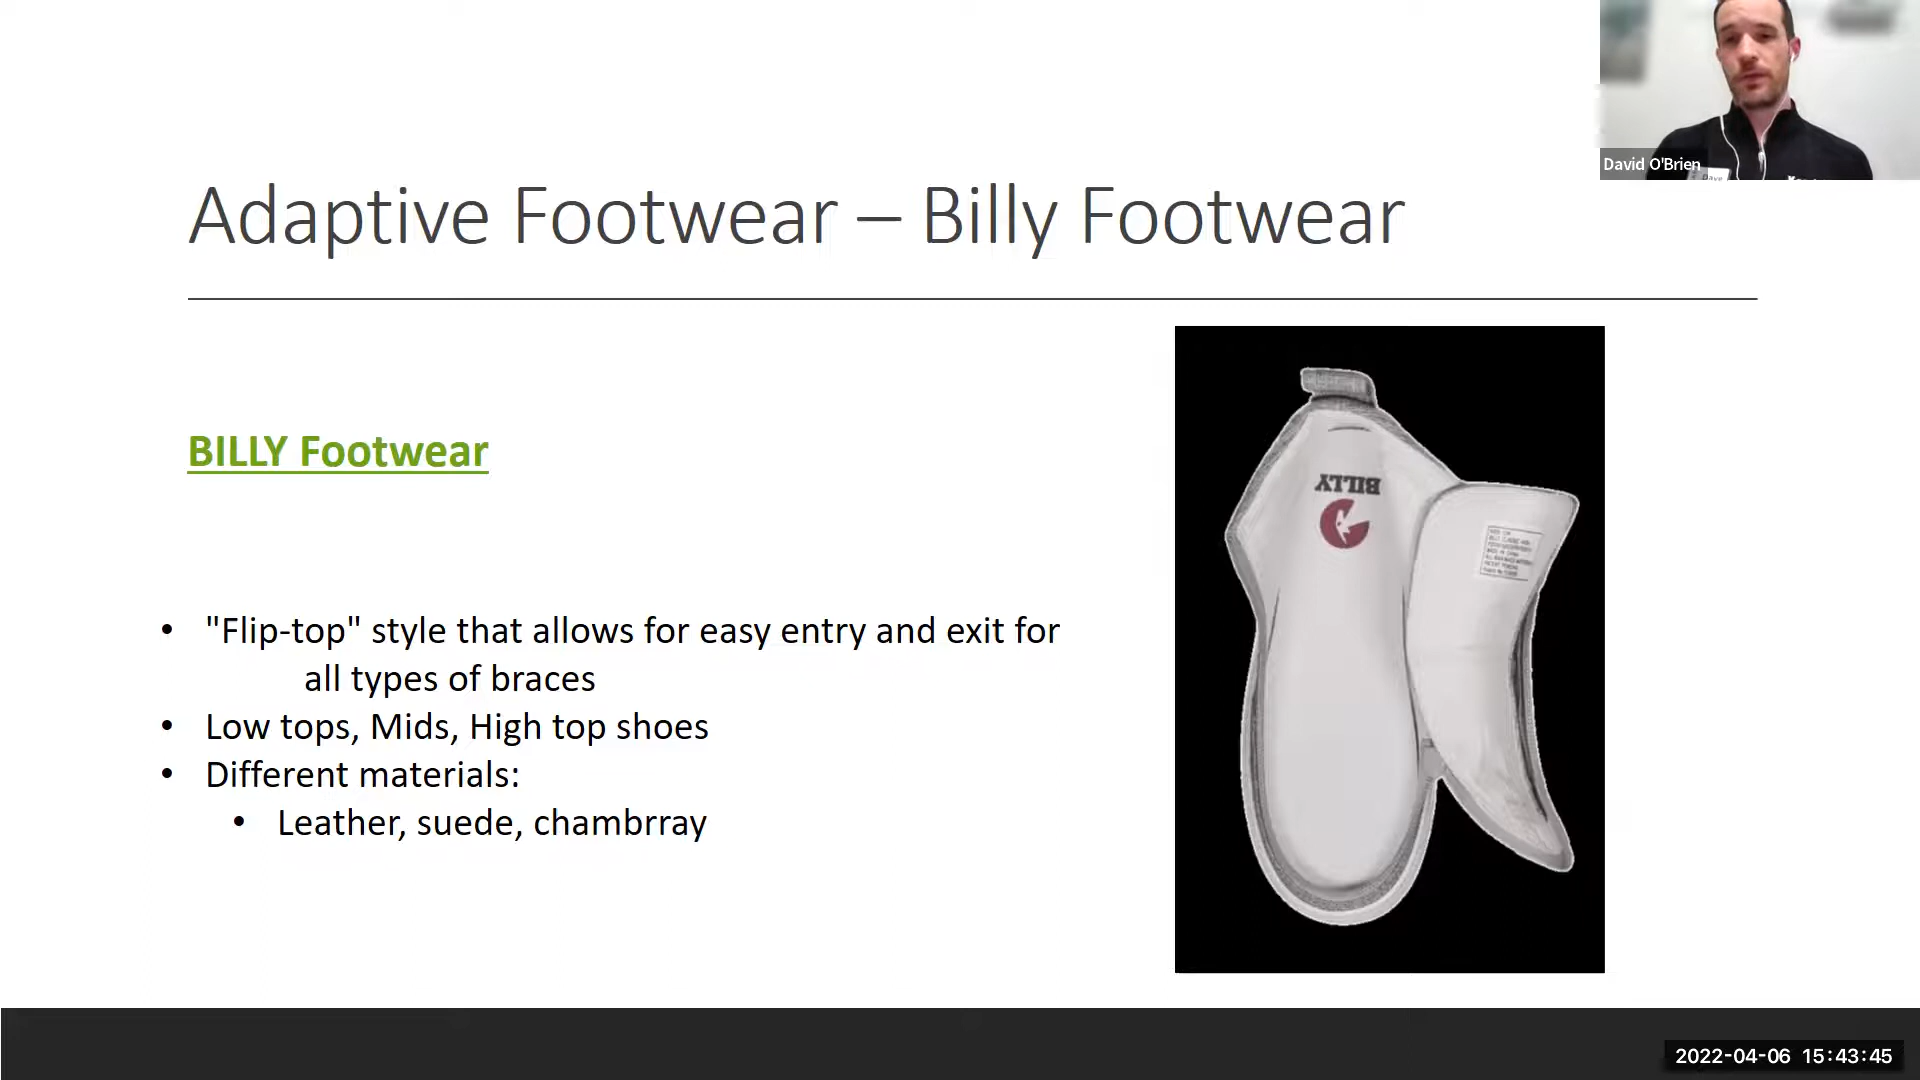 David O'Brien
Dave
Adaptive Footwear – Billy Footwear
BILLY Footwear
• "Flip-top" style that allows for easy entry and exit for
all types of braces
• Low tops, Mids, High top shoes
• Different materials:
• Leather, suede, chambrray
BILLY
2022-04-06 15:43:45